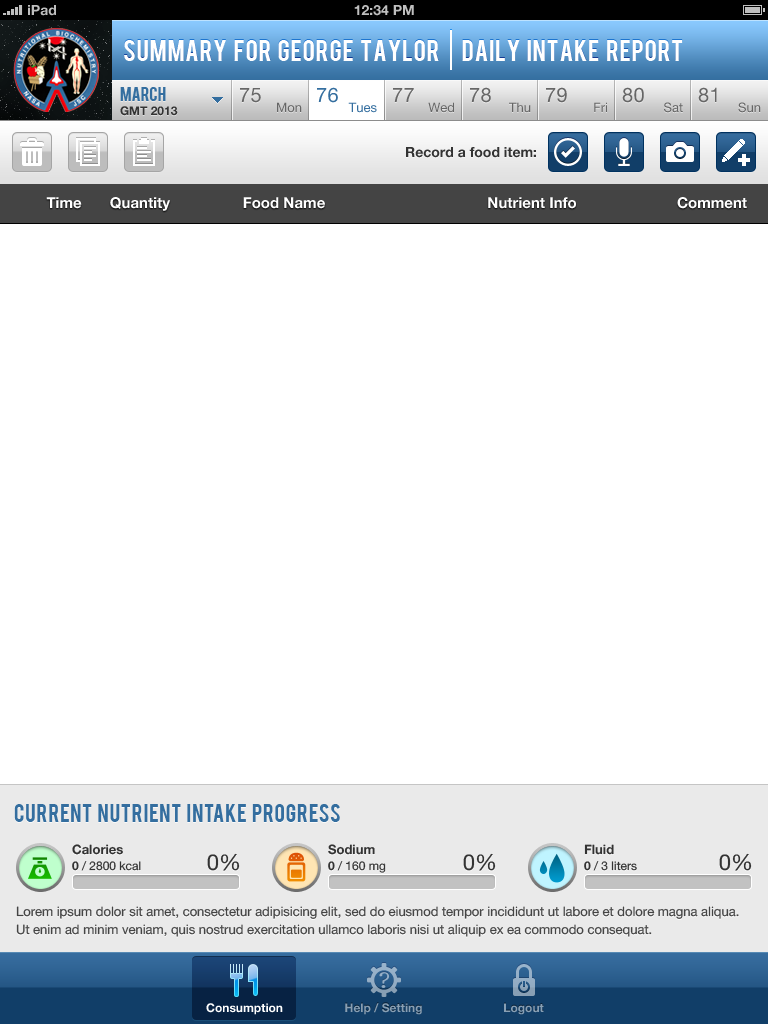 iPad 12:34 PM
NUTRITIONAL BIOCHEMISTRY
NASA JSC
SUMMARY FOR GEORGE TAYLOR | DAILY INTAKE REPORT
MARCH
GMT 2013
75 Mon 76 Tues 77 Wed 78 Thu 79 Fri 80 Sat 81 Sun
Record a food item:
Time Quantity Food Name Nutrient Info Comment
CURRENT NUTRIENT INTAKE PROGRESS
Calories
0 / 2800 kcal 0%
Sodium
0 / 160 mg 0%
Fluid
0 / 3 liters 0%
Lorem ipsum dolor sit amet, consectetur adipisicing elit, sed do eiusmod tempor incididunt ut labore et dolore magna aliqua.
Ut enim ad minim veniam, quis nostrud exercitation ullamco laboris nisi ut aliquip ex ea commodo consequat.
Consumption Help / Setting Logout